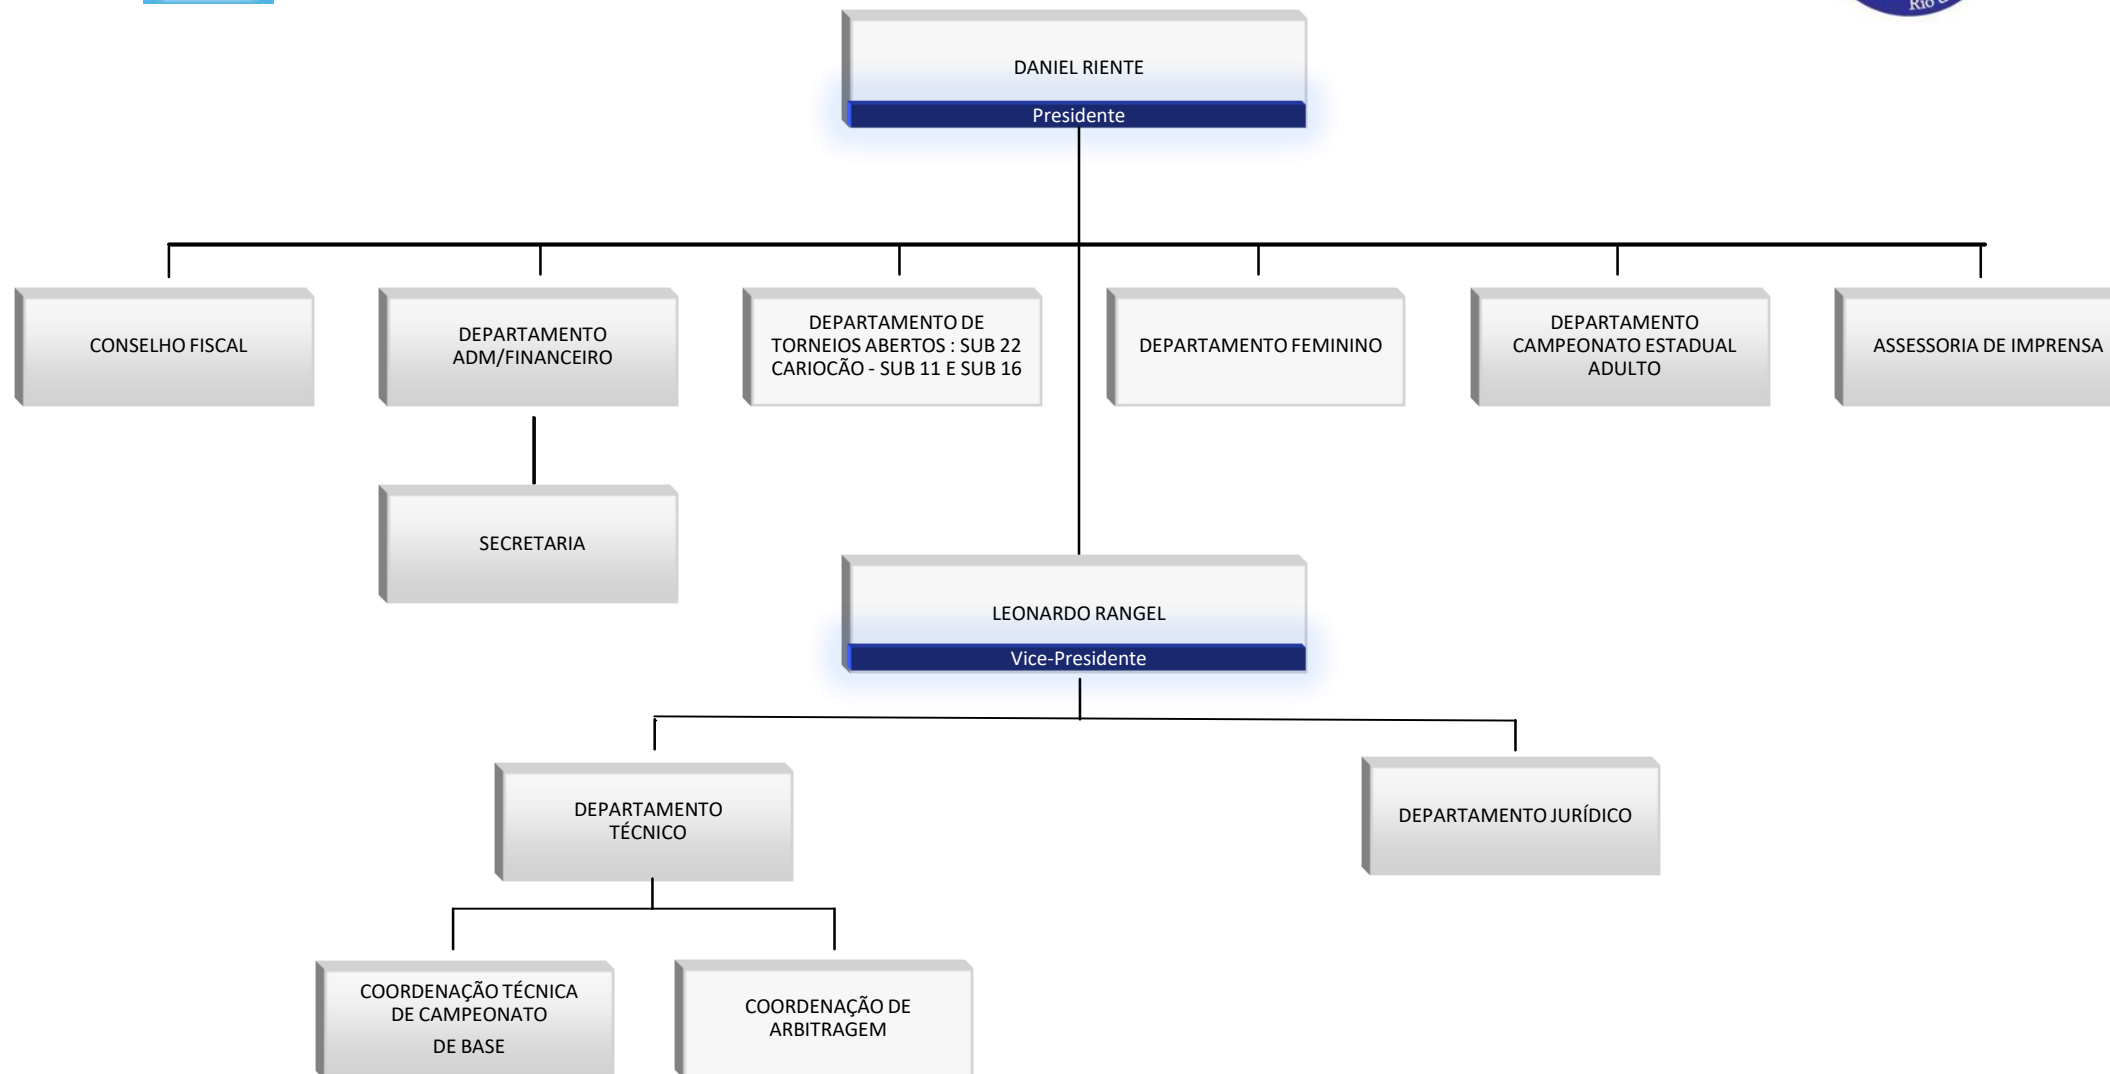 Rio
DANIEL RIENTE
Presidente
CONSELHO FISCAL
DEPARTAMENTO
ADM/FINANCEIRO
DEPARTAMENTO DE
TORNEIOS ABERTOS : SUB 22
CARIOCÃO - SUB 11 E SUB 16
DEPARTAMENTO FEMININO
DEPARTAMENTO
CAMPEONATO ESTADUAL
ADULTO
ASSESSORIA DE IMPRENSA
SECRETARIA
LEONARDO RANGEL
Vice-Presidente
DEPARTAMENTO
TÉCNICO
DEPARTAMENTO JURÍDICO
COORDENAÇÃO TÉCNICA
DE CAMPEONATO
DE BASE
COORDENAÇÃO DE
ARBITRAGEM